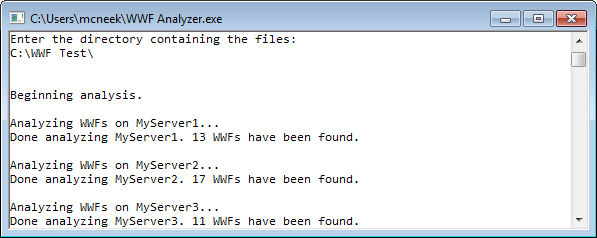 C:\Users\mcneek\WWF Analyzer.exe
Enter the directory containing the files:
C:\WWF Test\
Beginning analysis.
Analyzing WWFs on MyServer1...
Done analyzing MyServer1. 13 WWFs have been found.
Analyzing WWFs on MyServer2...
Done analyzing MyServer2. 17 WWFs have been found.
Analyzing WWFs on MyServer3...
Done analyzing MyServer3. 11 WWFs have been found.